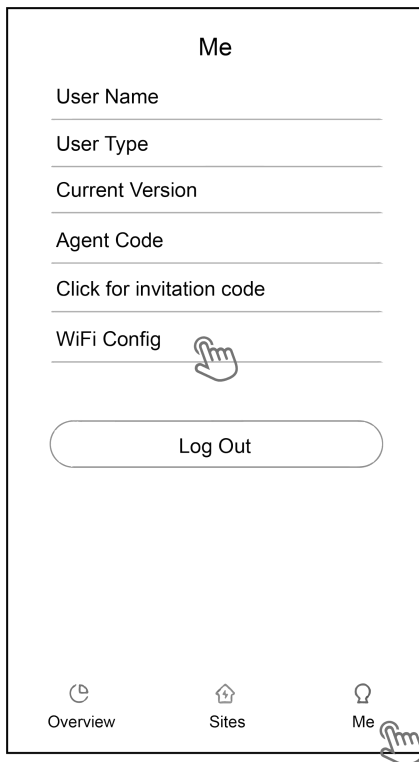 Me
User Name
User Type
Current Version
Agent Code
Click for invitation code
WiFi Config
Log Out
Overview Sites Me